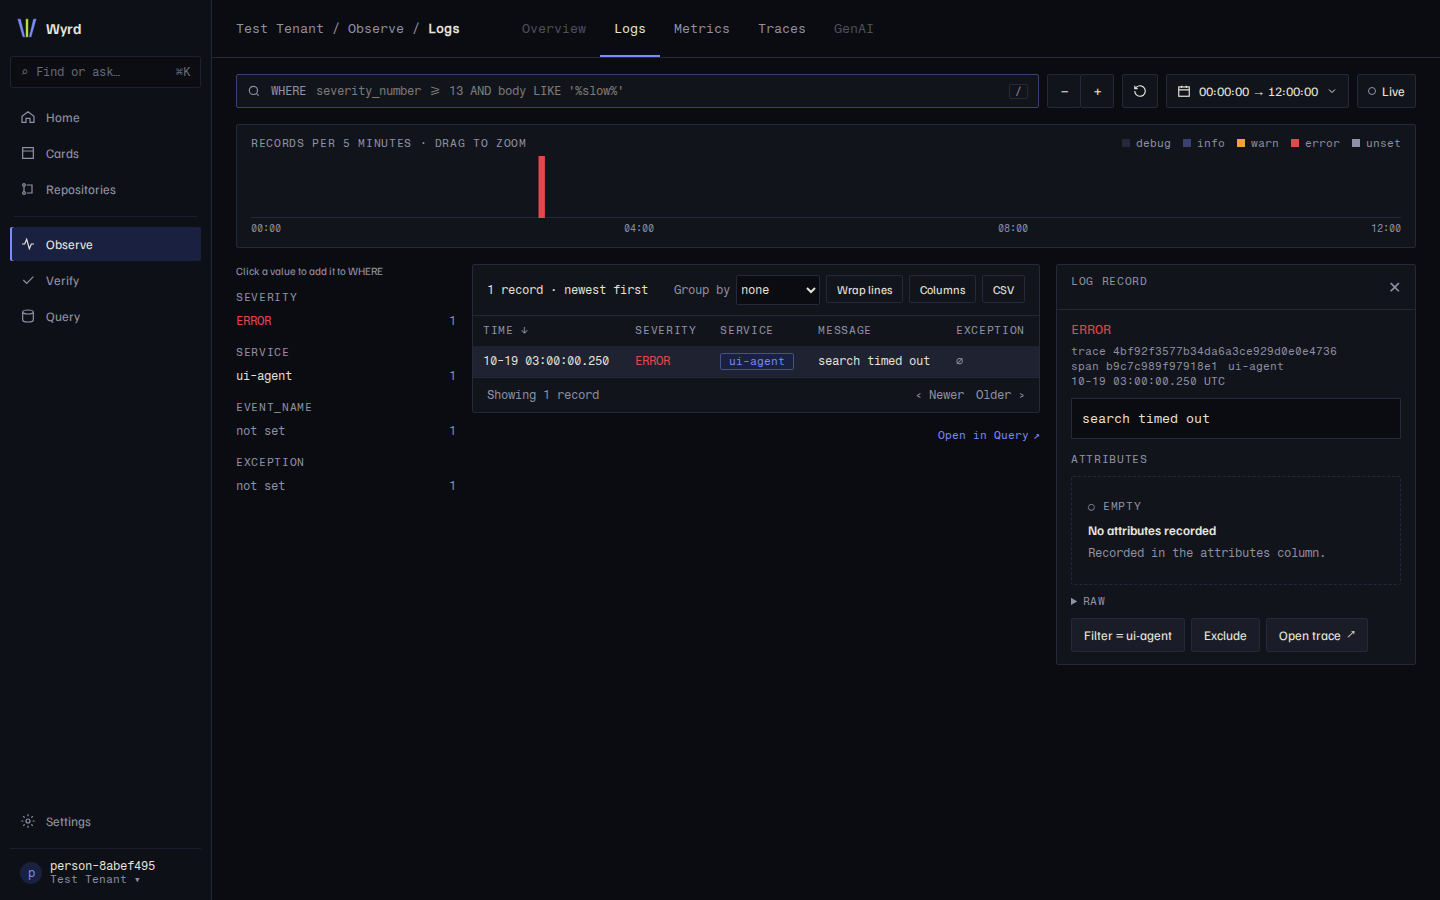 Wyrd
Find or ask… ⌘K
Home
Cards
Repositories
Observe
Verify
Query
Settings
p
person-8abef495
Test Tenant ▾
Test Tenant / Observe / Logs
Overview Logs Metrics Traces GenAI
WHERE severity_number ≥ 13 AND body LIKE '%slow%' /
− + 00:00:00 → 12:00:00 Live
RECORDS PER 5 MINUTES · DRAG TO ZOOM
debug info warn error unset
00:00 04:00 08:00 12:00
Click a value to add it to WHERE
SEVERITY
ERROR 1
SERVICE
ui-agent 1
EVENT_NAME
not set 1
EXCEPTION
not set 1
1 record · newest first Group by none Wrap lines Columns CSV
TIME ↓ SEVERITY SERVICE MESSAGE EXCEPTION
10-19 03:00:00.250 ERROR ui-agent search timed out ∅
Showing 1 record ‹ Newer Older ›
Open in Query ↗
LOG RECORD ✕
ERROR
trace 4bf92f3577b34da6a3ce929d0e0e4736
span b9c7c989f97918e1 ui-agent
10-19 03:00:00.250 UTC
search timed out
ATTRIBUTES
○ EMPTY
No attributes recorded
Recorded in the attributes column.
▶ RAW
Filter = ui-agent Exclude Open trace ↗